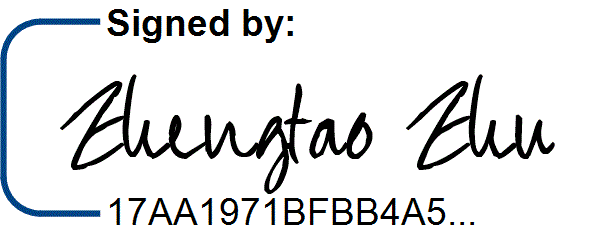 Signed by:
Zhengtao Zhu
17AA1971BFBB4A5...